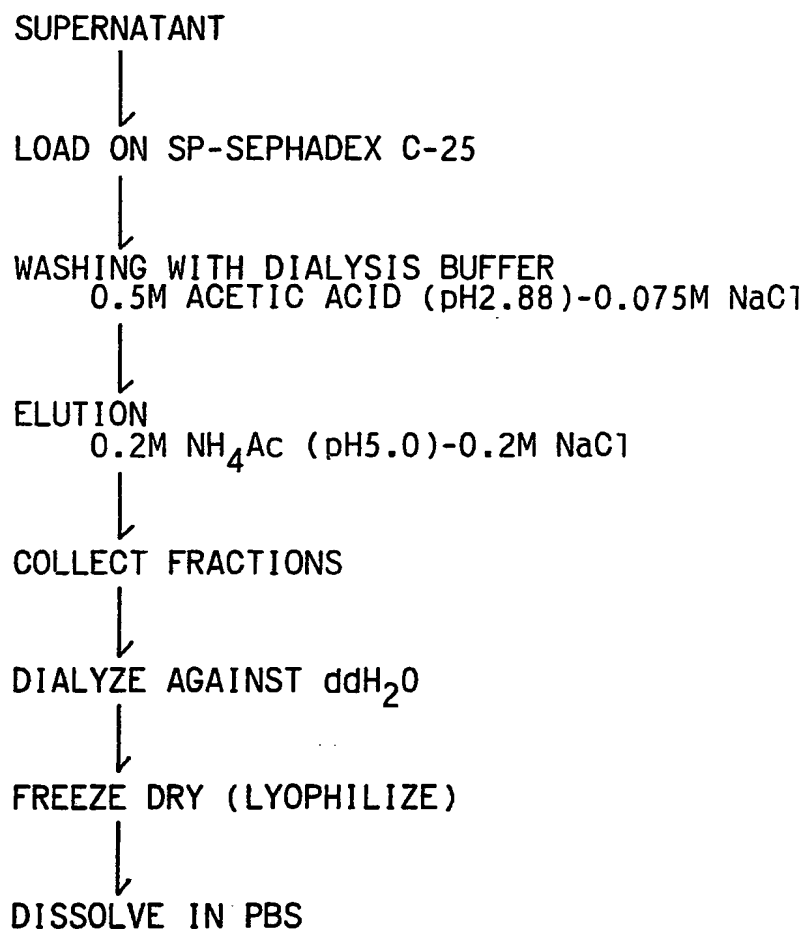 SUPERNATANT
LOAD ON SP-SEPHADEX C-25
WASHING WITH DIALYSIS BUFFER
0.5M ACETIC ACID (pH2.88)-0.075M NaCl
ELUTION
0.2M NH4Ac (pH5.0)-0.2M NaCl
COLLECT FRACTIONS
DIALYZE AGAINST ddH2O
FREEZE DRY (LYOPHILIZE)
DISSOLVE IN PBS